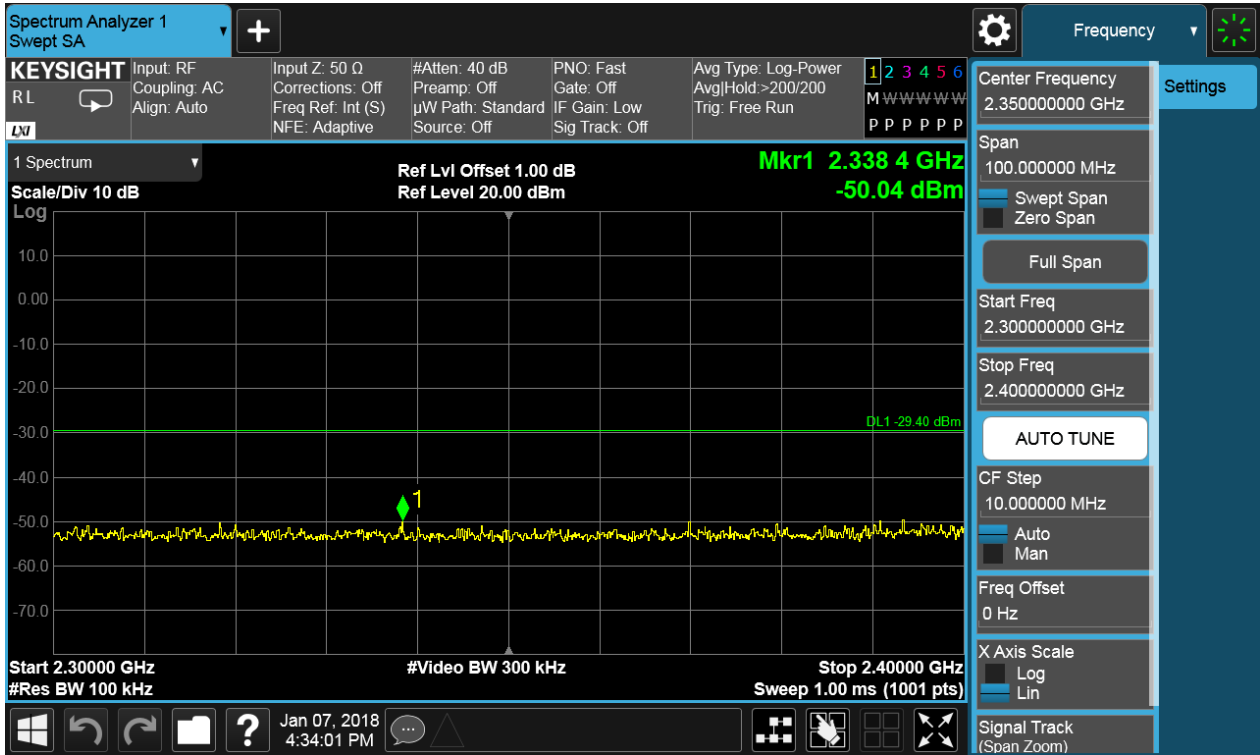 Spectrum Analyzer 1
Swept SA
+
Frequency
KEYSIGHT
RL
LXI
Input: RF
Coupling: AC
Align: Auto
Input Z: 50 Ω
Corrections: Off
Freq Ref: Int (S)
NFE: Adaptive
#Atten: 40 dB
Preamp: Off
µW Path: Standard
Source: Off
PNO: Fast
Gate: Off
IF Gain: Low
Sig Track: Off
Avg Type: Log-Power
Avg|Hold:>200/200
Trig: Free Run
1 2 3 4 5 6
M W W W W W
P P P P P P
1 Spectrum
Scale/Div 10 dB
Log
Ref Lvl Offset 1.00 dB
Ref Level 20.00 dBm
Mkr1 2.338 4 GHz
-50.04 dBm
10.0
0.00
-10.0
-20.0
-30.0
-40.0
-50.0
-60.0
-70.0
DL1 -29.40 dBm
1
Start 2.30000 GHz
#Res BW 100 kHz
#Video BW 300 kHz
Stop 2.40000 GHz
Sweep 1.00 ms (1001 pts)
Center Frequency
2.350000000 GHz
Span
100.000000 MHz
Swept Span
Zero Span
Full Span
Start Freq
2.300000000 GHz
Stop Freq
2.400000000 GHz
AUTO TUNE
CF Step
10.000000 MHz
Auto
Man
Freq Offset
0 Hz
X Axis Scale
Log
Lin
Signal Track
(Span Zoom)
Settings
?
Jan 07, 2018
4:34:01 PM